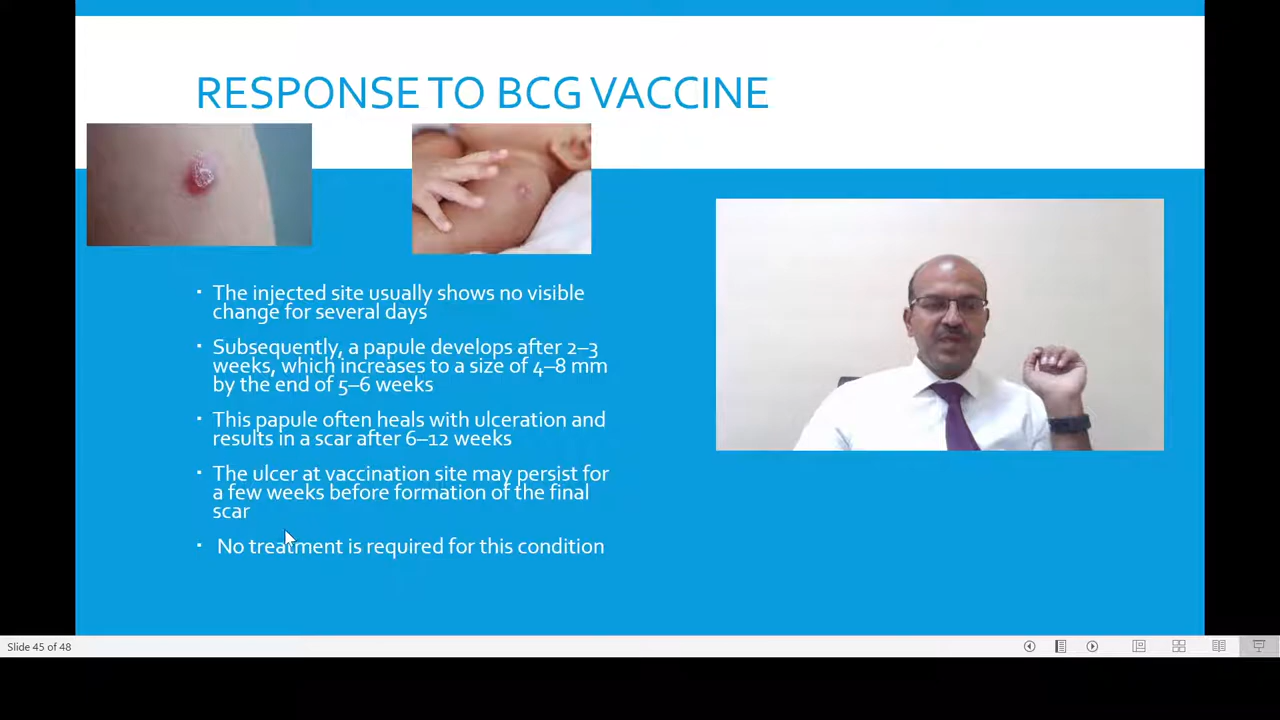 RESPONSE TO BCG VACCINE
▪ The injected site usually shows no visible
change for several days
▪ Subsequently, a papule develops after 2–3
weeks, which increases to a size of 4–8 mm
by the end of 5–6 weeks
▪ This papule often heals with ulceration and
results in a scar after 6–12 weeks
▪ The ulcer at vaccination site may persist for
a few weeks before formation of the final
scar
▪ No treatment is required for this condition
Slide 45 of 48